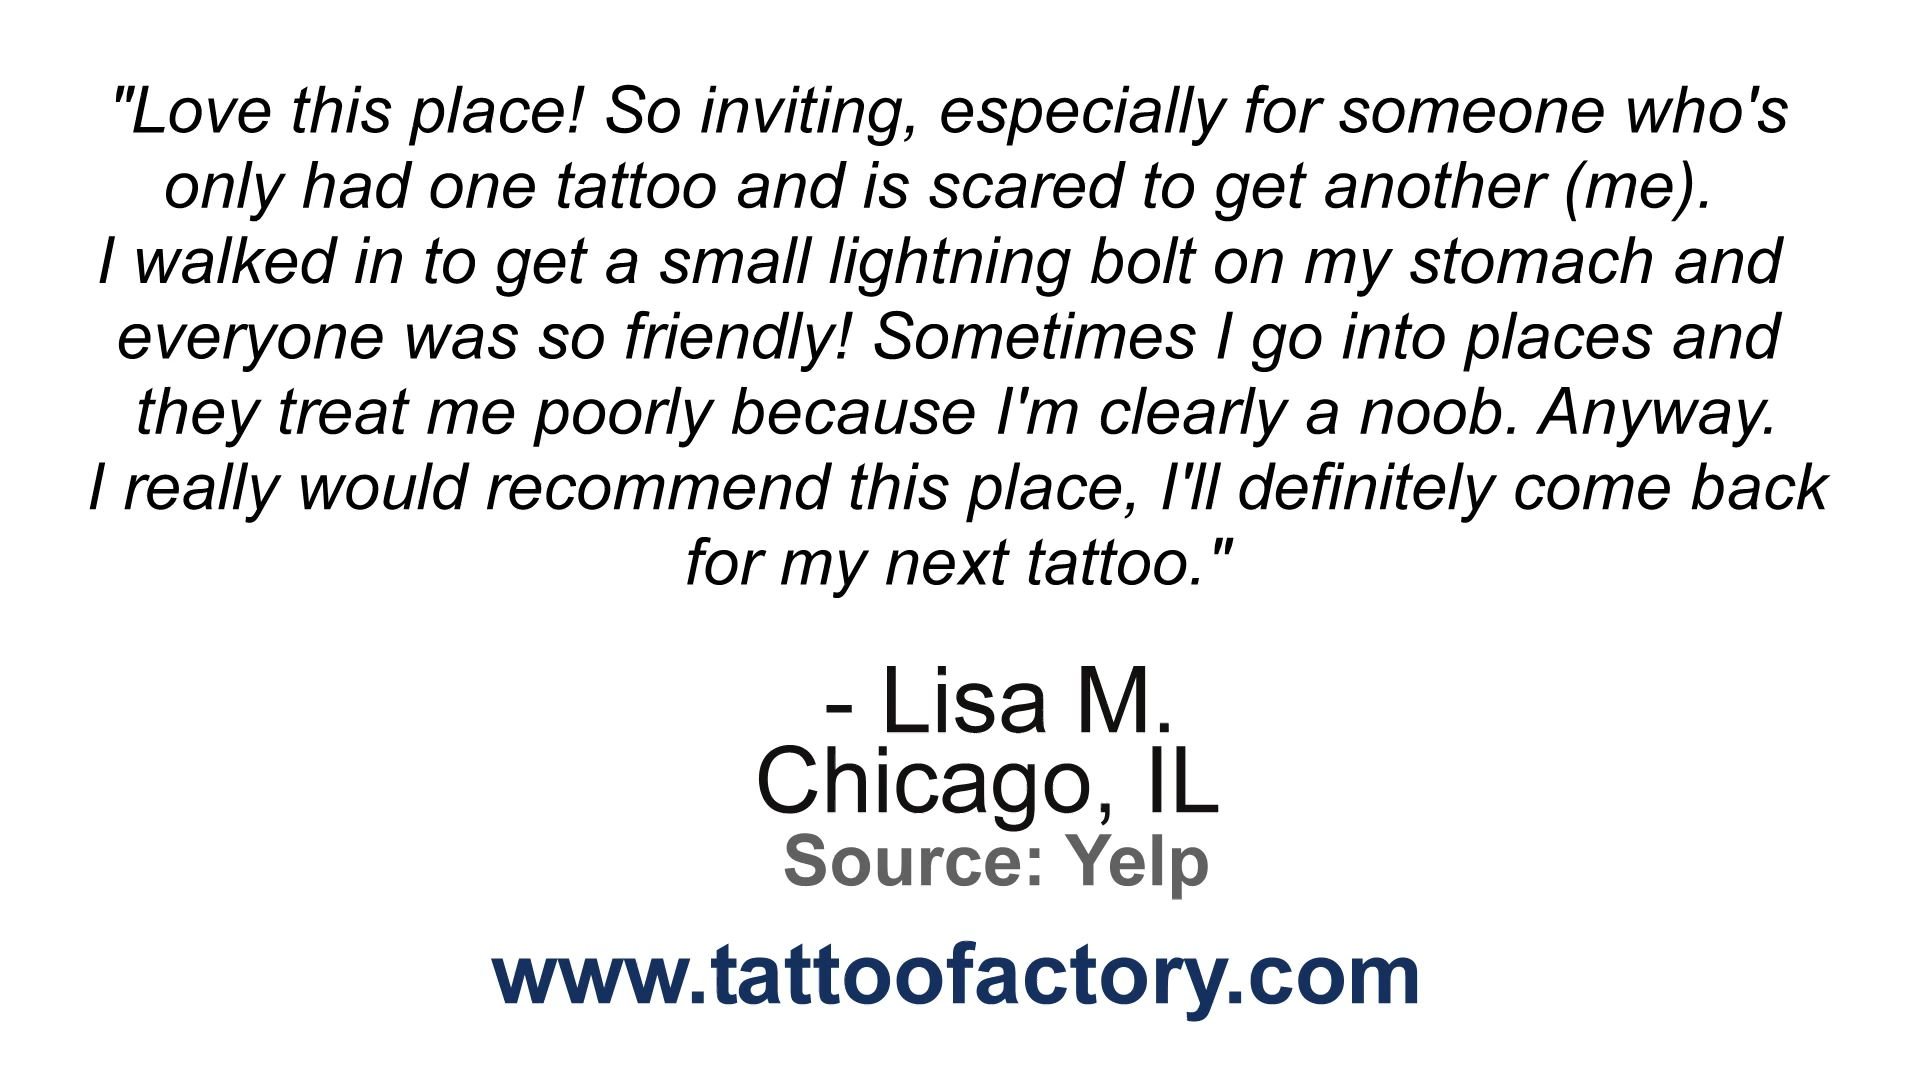 "Love this place! So inviting, especially for someone who's
only had one tattoo and is scared to get another (me).
I walked in to get a small lightning bolt on my stomach and
everyone was so friendly! Sometimes I go into places and
they treat me poorly because I'm clearly a noob. Anyway.
I really would recommend this place, I'll definitely come back
for my next tattoo."
- Lisa M.
Chicago, IL
Source: Yelp
www.tattoofactory.com